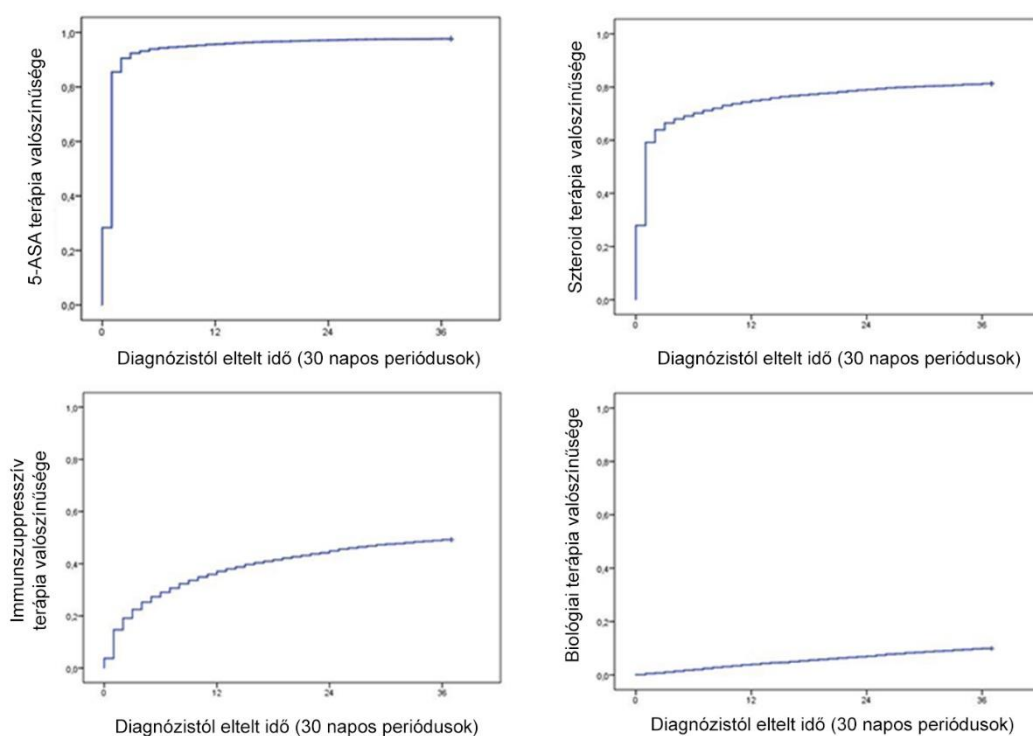 5-ASA terápia valószínűsége
1,0
0,8
0,6
0,4
0,2
0,0
0 12 24 36
Diagnózistól eltelt idő (30 napos periódusok)
Szteroid terápia valószínűsége
1,0
0,8
0,6
0,4
0,2
0,0
0 12 24 36
Diagnózistól eltelt idő (30 napos periódusok)
Immunszuppresszív
terápia valószínűsége
1,0
0,8
0,6
0,4
0,2
0,0
0 12 24 36
Diagnózistól eltelt idő (30 napos periódusok)
Biológiai terápia valószínűsége
1,0
0,8
0,6
0,4
0,2
0,0
0 12 24 36
Diagnózistól eltelt idő (30 napos periódusok)